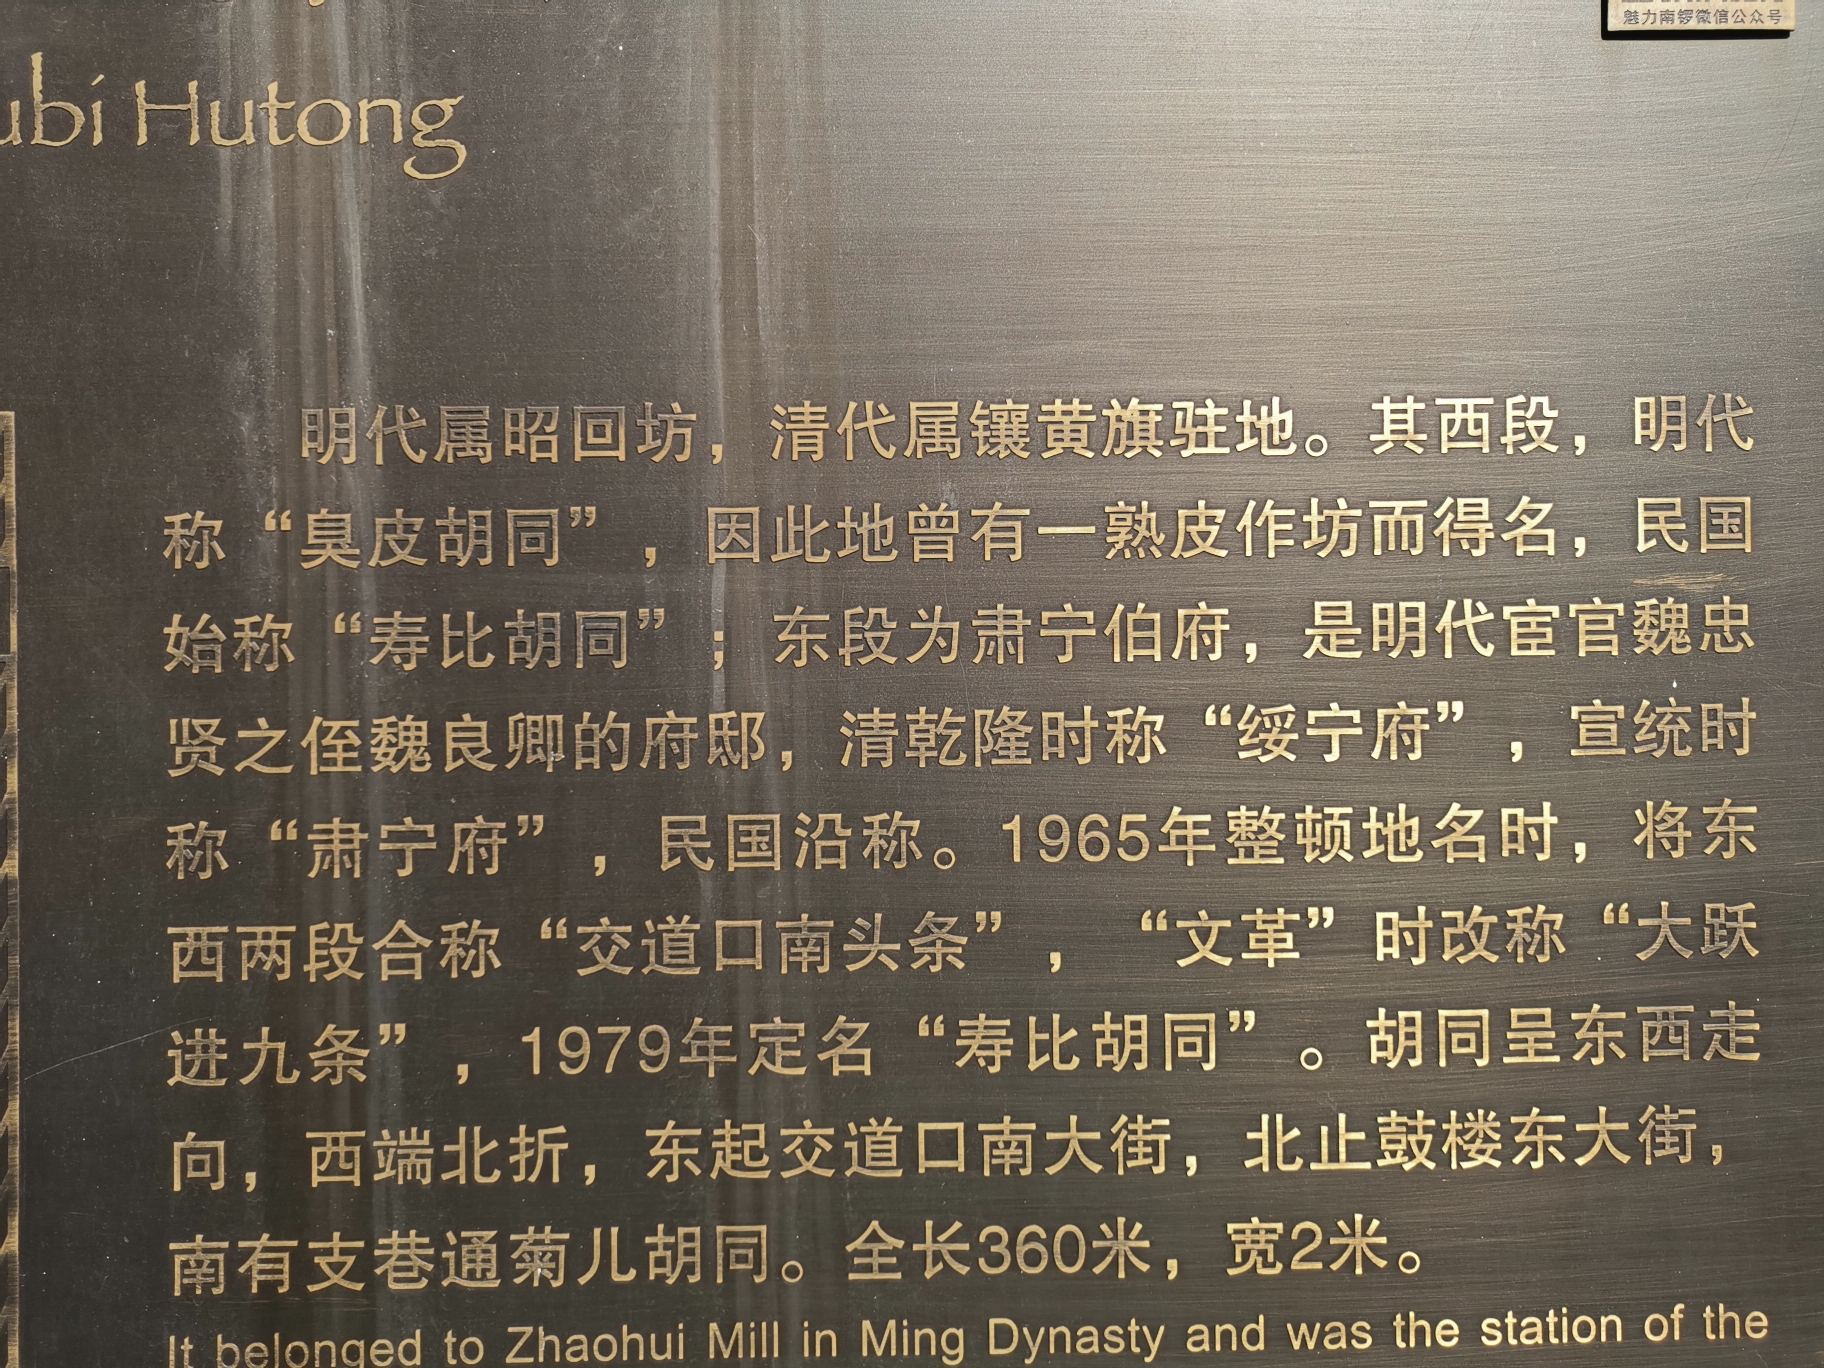 魅力南锣微信公众号
ubi Hutong
明代属昭回坊，清代属镶黄旗驻地。其西段，明代
称“臭皮胡同”，因此地曾有一熟皮作坊而得名，民国
始称“寿比胡同”；东段为肃宁伯府，是明代宦官魏忠
贤之侄魏良卿的府邸，清乾隆时称“绥宁府”，宣统时
称“肃宁府”，民国沿称。1965年整顿地名时，将东
西两段合称“交道口南头条”，“文革”时改称“大跃
进九条”，1979年定名“寿比胡同”。胡同呈东西走
向，西端北折，东起交道口南大街，北止鼓楼东大街，
南有支巷通菊儿胡同。全长360米，宽2米。
It belonged to Zhaohui Mill in Ming Dynasty and was the station of the